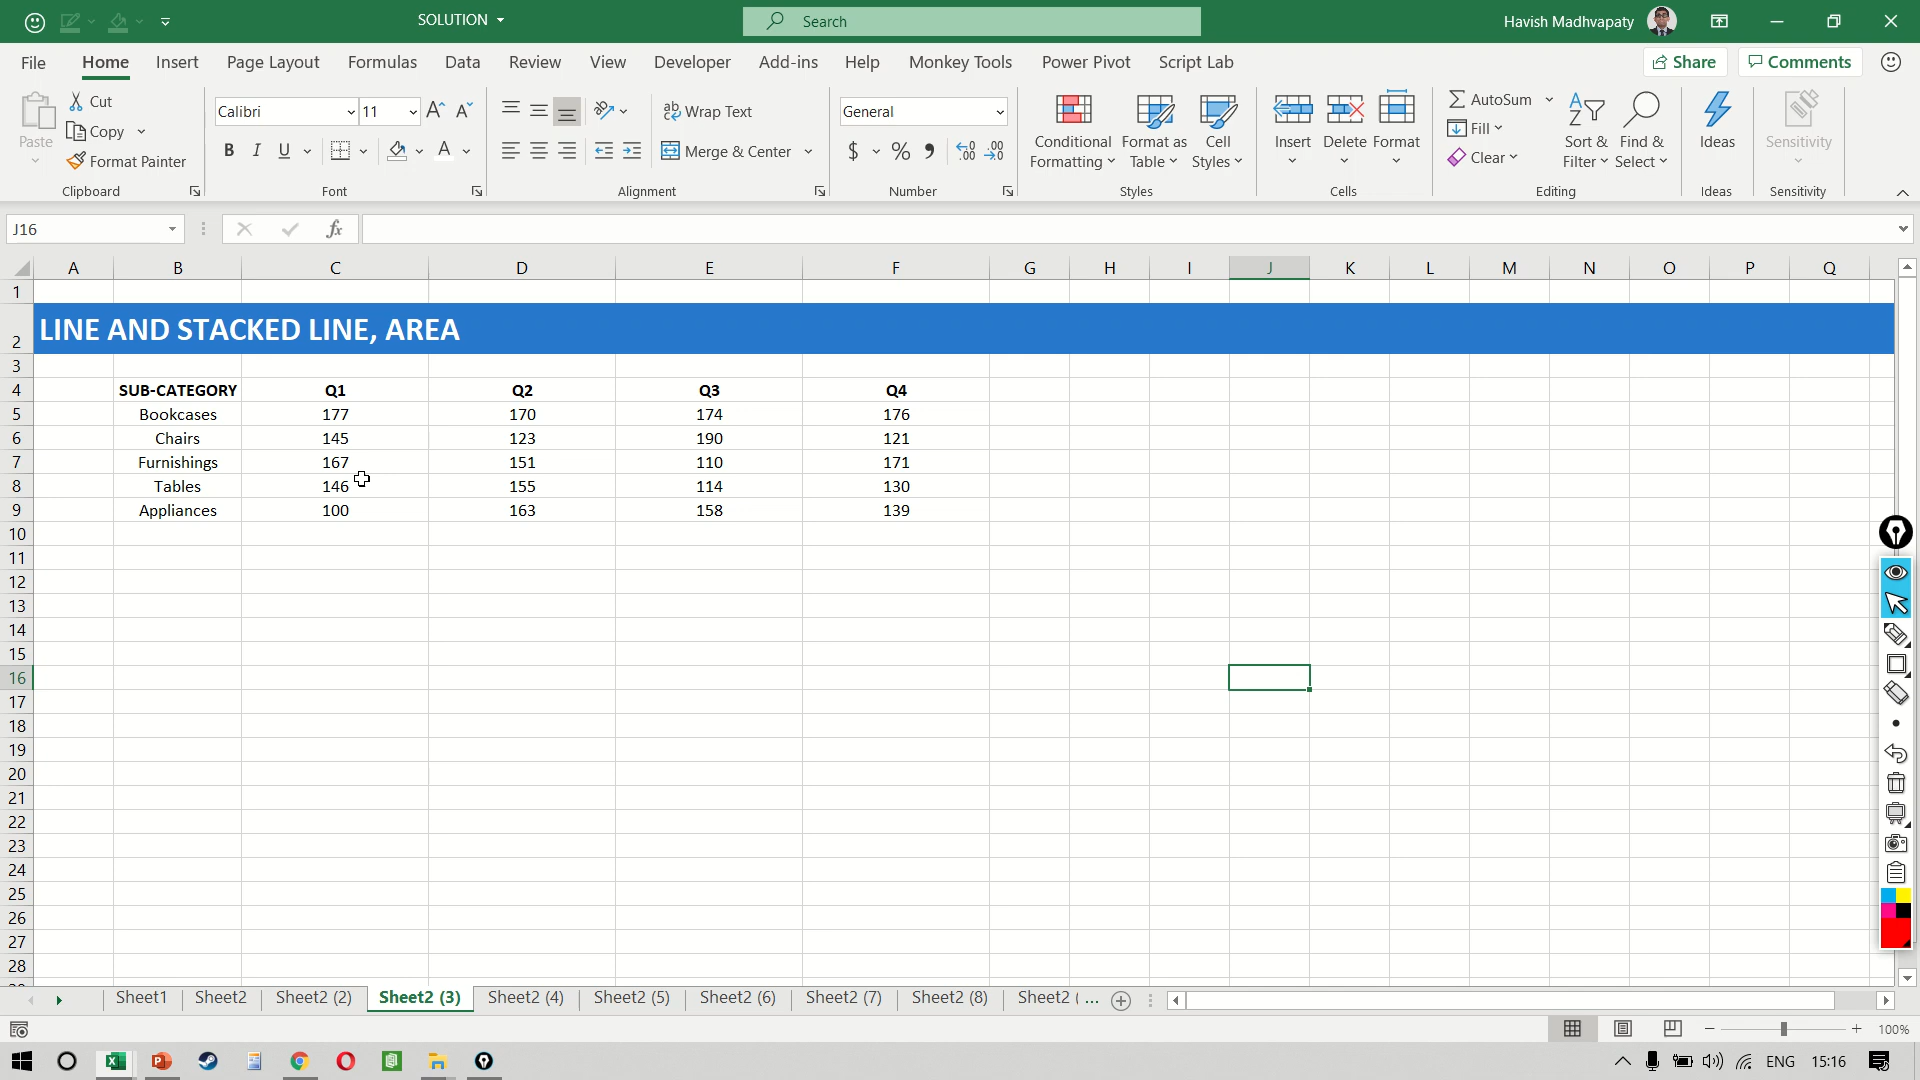 SOLUTION
Search
Havish Madhvapaty
File Home Insert Page Layout Formulas Data Review View Developer Add-ins Help Monkey Tools Power Pivot Script Lab Share Comments
Paste
Cut
Copy
Format Painter
Clipboard
Calibri 11
B I U
Font
Wrap Text
Merge & Center
Alignment
General
$ % 9
Number
Conditional Formatting
Format as Table
Cell Styles
Styles
Insert Delete Format
Cells
AutoSum
Fill
Clear
Sort & Filter
Find & Select
Editing
Ideas
Ideas
Sensitivity
Sensitivity
J16 fx
A B C D E F G H I J K L M N O P Q
1
2 LINE AND STACKED LINE, AREA
3
4 SUB-CATEGORY Q1 Q2 Q3 Q4
5 Bookcases 177 170 174 176
6 Chairs 145 123 190 121
7 Furnishings 167 151 110 171
8 Tables 146 155 114 130
9 Appliances 100 163 158 139
10
11
12
13
14
15
16
17
18
19
20
21
22
23
24
25
26
27
28
Sheet1 Sheet2 Sheet2 (2) Sheet2 (3) Sheet2 (4) Sheet2 (5) Sheet2 (6) Sheet2 (7) Sheet2 (8) Sheet2 ( ...
100%
ENG 15:16